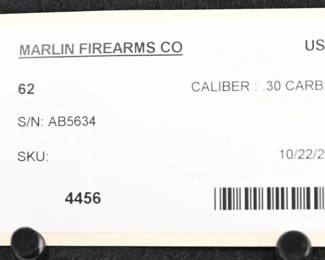 MARLIN FIREARMS CO US
62 CALIBER : .30 CARB
S/N: AB5634
SKU: 10/22/2
4456